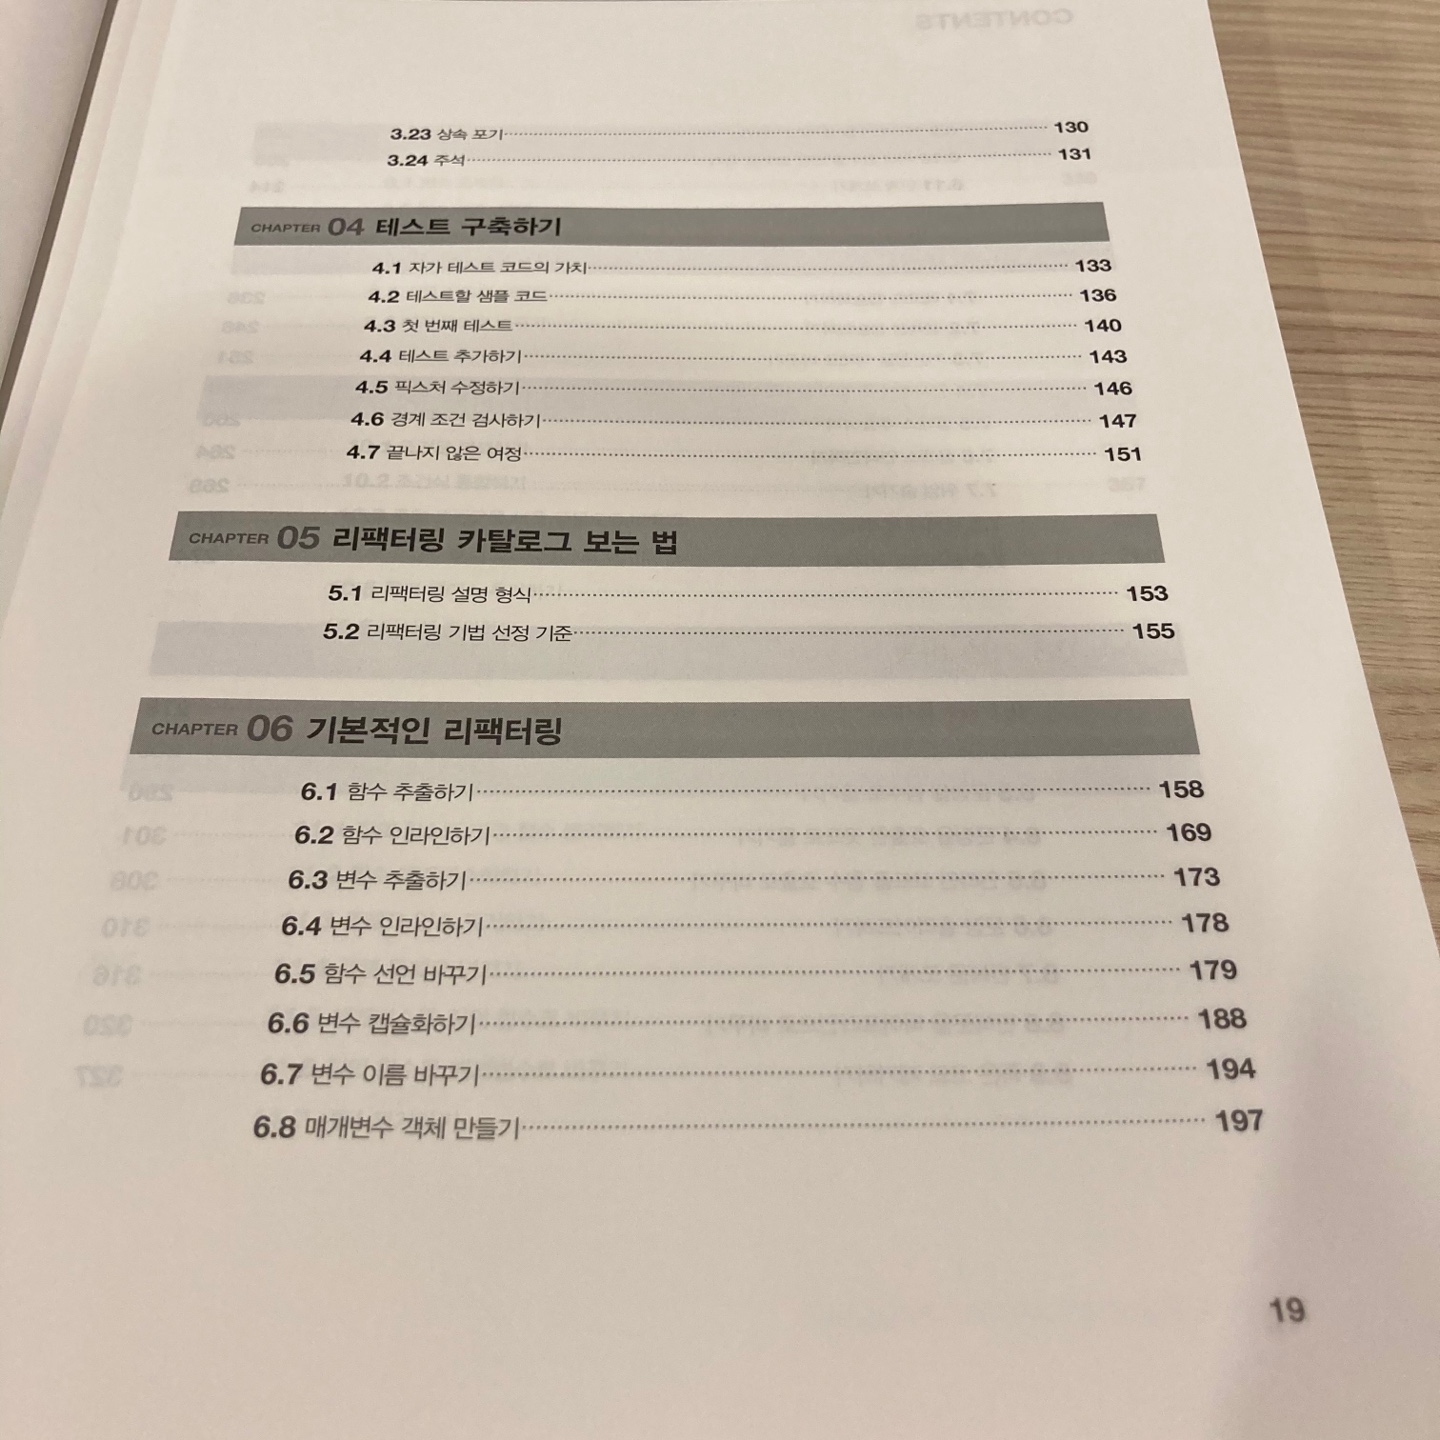 3.23 상속 포기 130
3.24 주석 131
CHAPTER 04 테스트 구축하기
4.1 자가 테스트 코드의 가치 133
4.2 테스트할 샘플 코드 136
4.3 첫 번째 테스트 140
4.4 테스트 추가하기 143
4.5 픽스처 수정하기 146
4.6 경계 조건 검사하기 147
4.7 끝나지 않은 여정 151
CHAPTER 05 리팩터링 카탈로그 보는 법
5.1 리팩터링 설명 형식 153
5.2 리팩터링 기법 선정 기준 155
CHAPTER 06 기본적인 리팩터링
6.1 함수 추출하기 158
6.2 함수 인라인하기 169
6.3 변수 추출하기 173
6.4 변수 인라인하기 178
6.5 함수 선언 바꾸기 179
6.6 변수 캡슐화하기 188
6.7 변수 이름 바꾸기 194
6.8 매개변수 객체 만들기 197
19